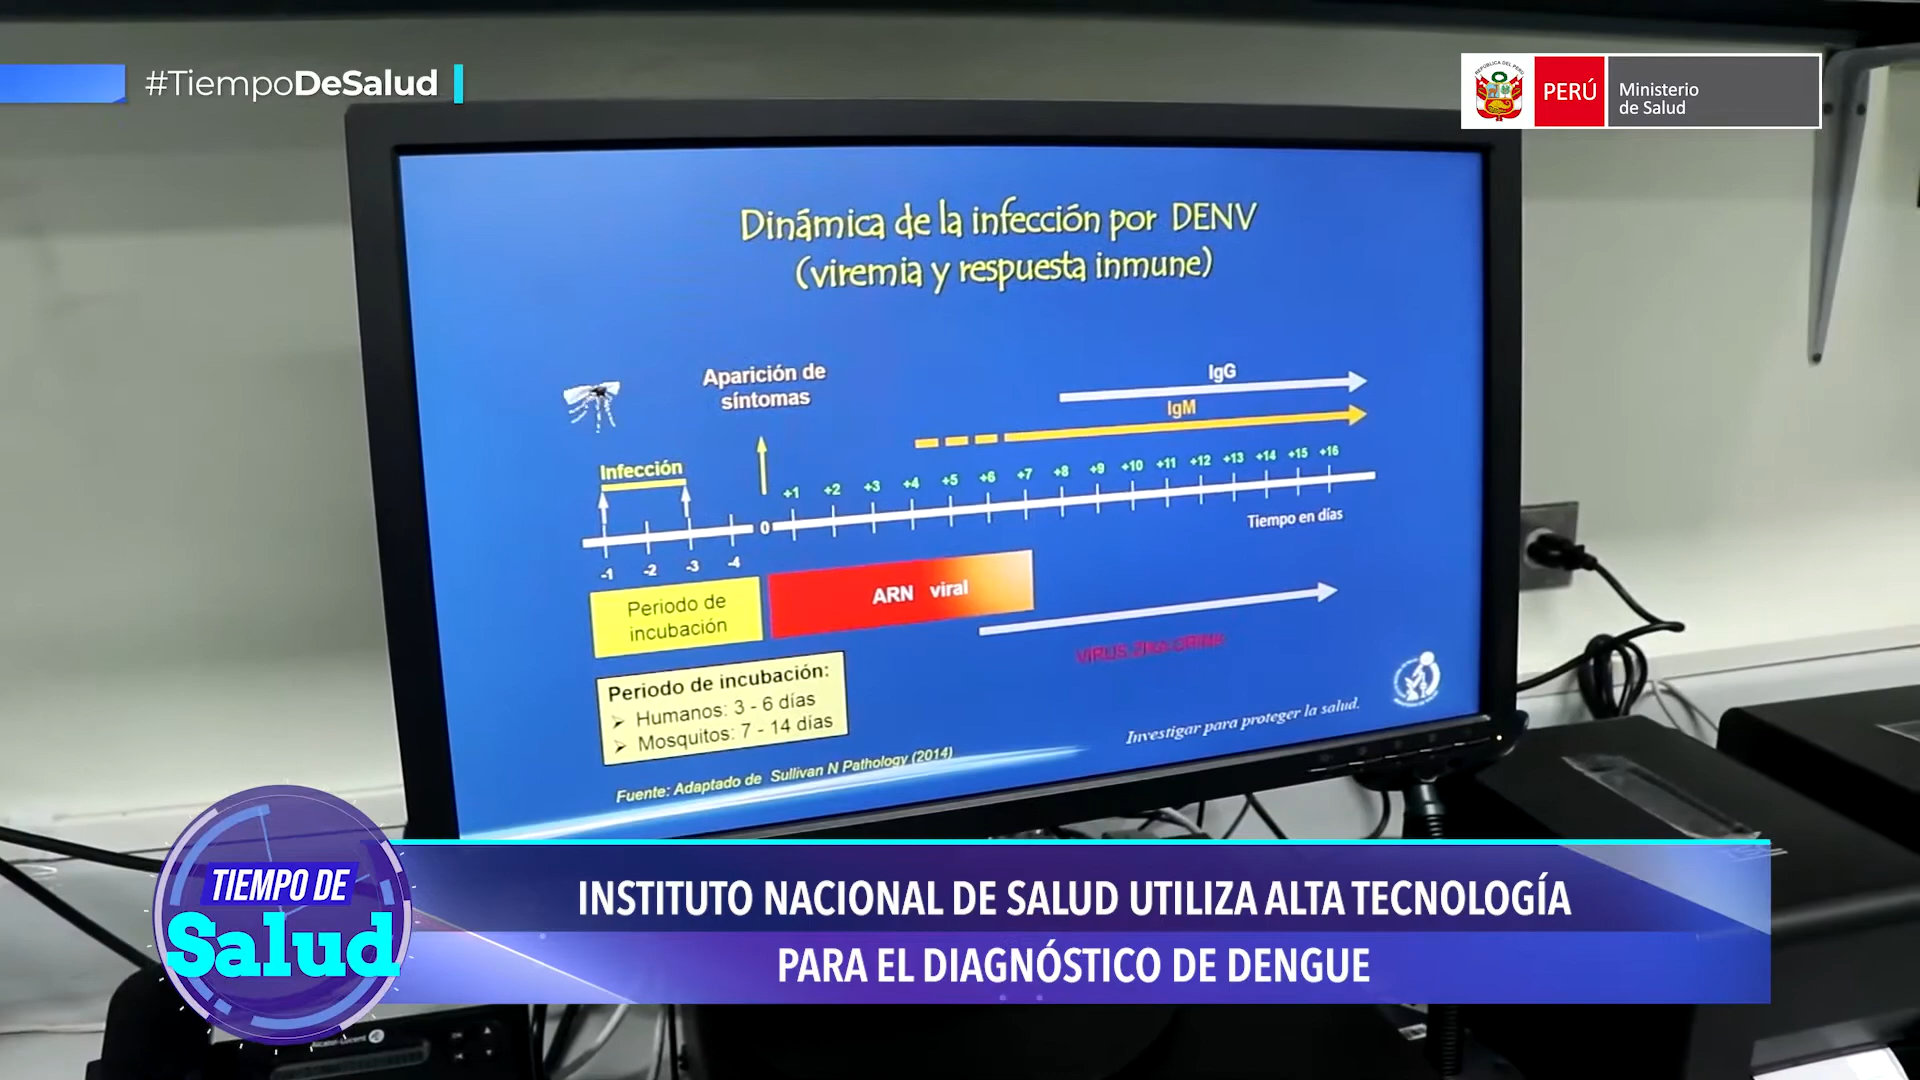 #TiempoDeSalud
PERÚ
Ministerio
de Salud
Dinámica de la infección por DENV
(viremia y respuesta inmune)
Aparición de
síntomas
IgG
IgM
Infección
+1 +2 +3 +4 +5 +6 +7 +8 +9 +10 +11 +12 +13 +14 +15 +16
0
Tiempo en días
-1 -2 -3 -4
Periodo de
incubación
ARN viral
Periodo de incubación:
Humanos: 3 - 6 días
Mosquitos: 7 - 14 días
Investigar para proteger la salud.
Fuente: Adaptado de Sullivan N Pathology (2014)
TIEMPO DE
Salud
INSTITUTO NACIONAL DE SALUD UTILIZA ALTA TECNOLOGÍA
PARA EL DIAGNÓSTICO DE DENGUE